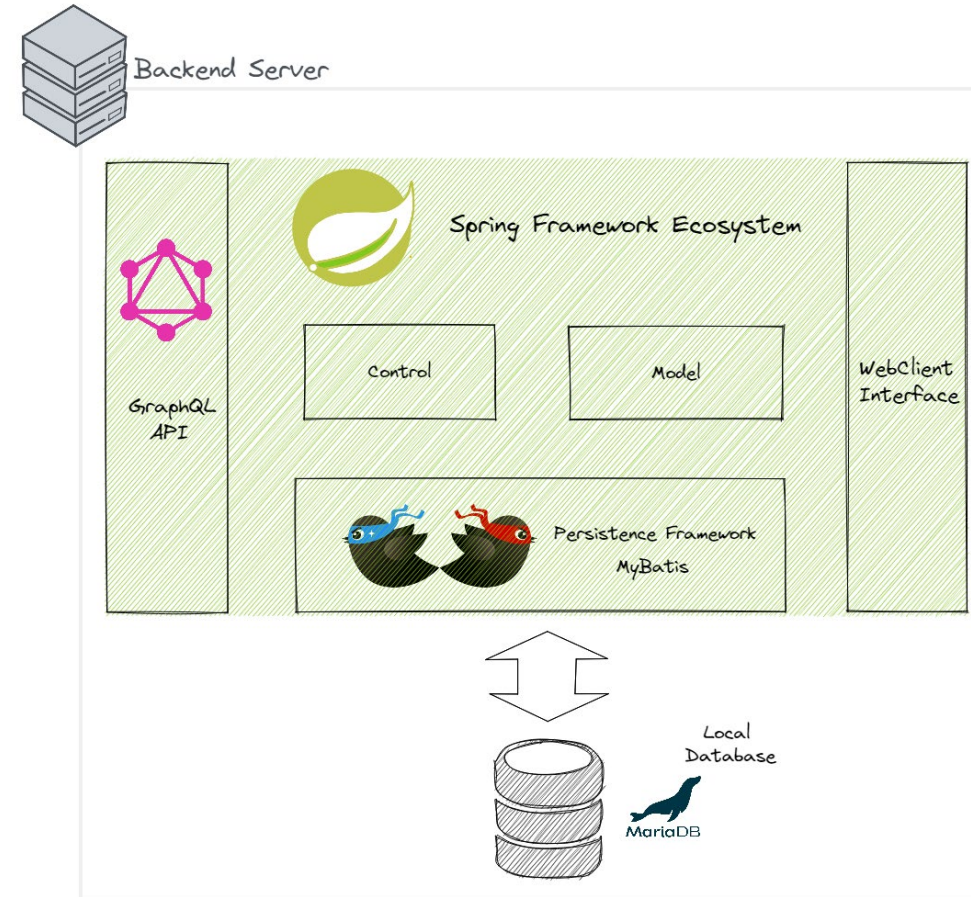 Backend Server
Spring Framework Ecosystem
GraphQL
API
Control
Model
WebClient
Interface
Persistence Framework
MyBatis
Local
Database
MariaDB